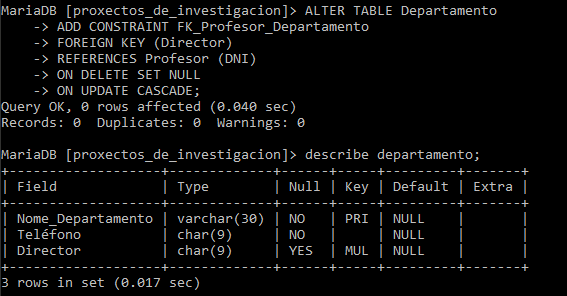 MariaDB [proxectos_de_investigacion]> ALTER TABLE Departamento
    -> ADD CONSTRAINT FK_Profesor_Departamento
    -> FOREIGN KEY (Director)
    -> REFERENCES Profesor (DNI)
    -> ON DELETE SET NULL
    -> ON UPDATE CASCADE;
Query OK, 0 rows affected (0.040 sec)
Records: 0  Duplicates: 0  Warnings: 0

MariaDB [proxectos_de_investigacion]> describe departamento;
+-------------------+-------------+------+-----+---------+-------+
| Field             | Type        | Null | Key | Default | Extra |
+-------------------+-------------+------+-----+---------+-------+
| Nome_Departamento | varchar(30) | NO   | PRI | NULL    |       |
| Teléfono          | char(9)     | NO   |     | NULL    |       |
| Director          | char(9)     | YES  | MUL | NULL    |       |
+-------------------+-------------+------+-----+---------+-------+
3 rows in set (0.017 sec)